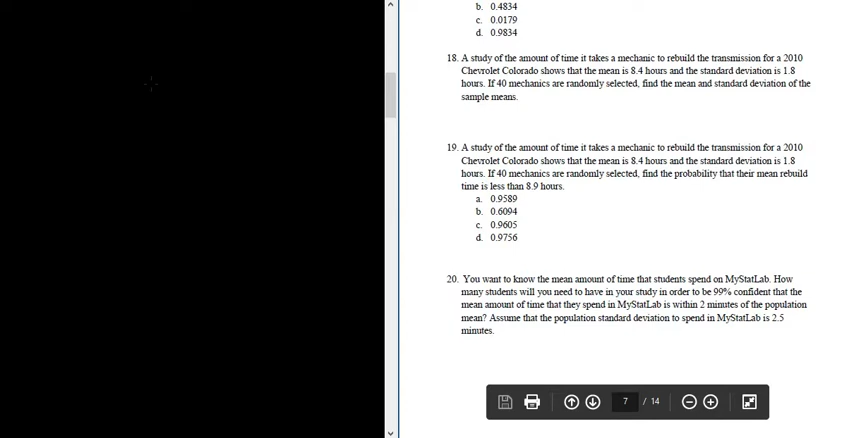 b. 0.4834
c. 0.0179
d. 0.9834
18. A study of the amount of time it takes a mechanic to rebuild the transmission for a 2010
Chevrolet Colorado shows that the mean is 8.4 hours and the standard deviation is 1.8
hours. If 40 mechanics are randomly selected, find the mean and standard deviation of the
sample means.
19. A study of the amount of time it takes a mechanic to rebuild the transmission for a 2010
Chevrolet Colorado shows that the mean is 8.4 hours and the standard deviation is 1.8
hours. If 40 mechanics are randomly selected, find the probability that their mean rebuild
time is less than 8.9 hours.
a. 0.9589
b. 0.6094
c. 0.9605
d. 0.9756
20. You want to know the mean amount of time that students spend on MyStatLab. How
many students will you need to have in your study in order to be 99% confident that the
mean amount of time that they spend in MyStatLab is within 2 minutes of the population
mean? Assume that the population standard deviation to spend in MyStatLab is 2.5
minutes.
7 / 14